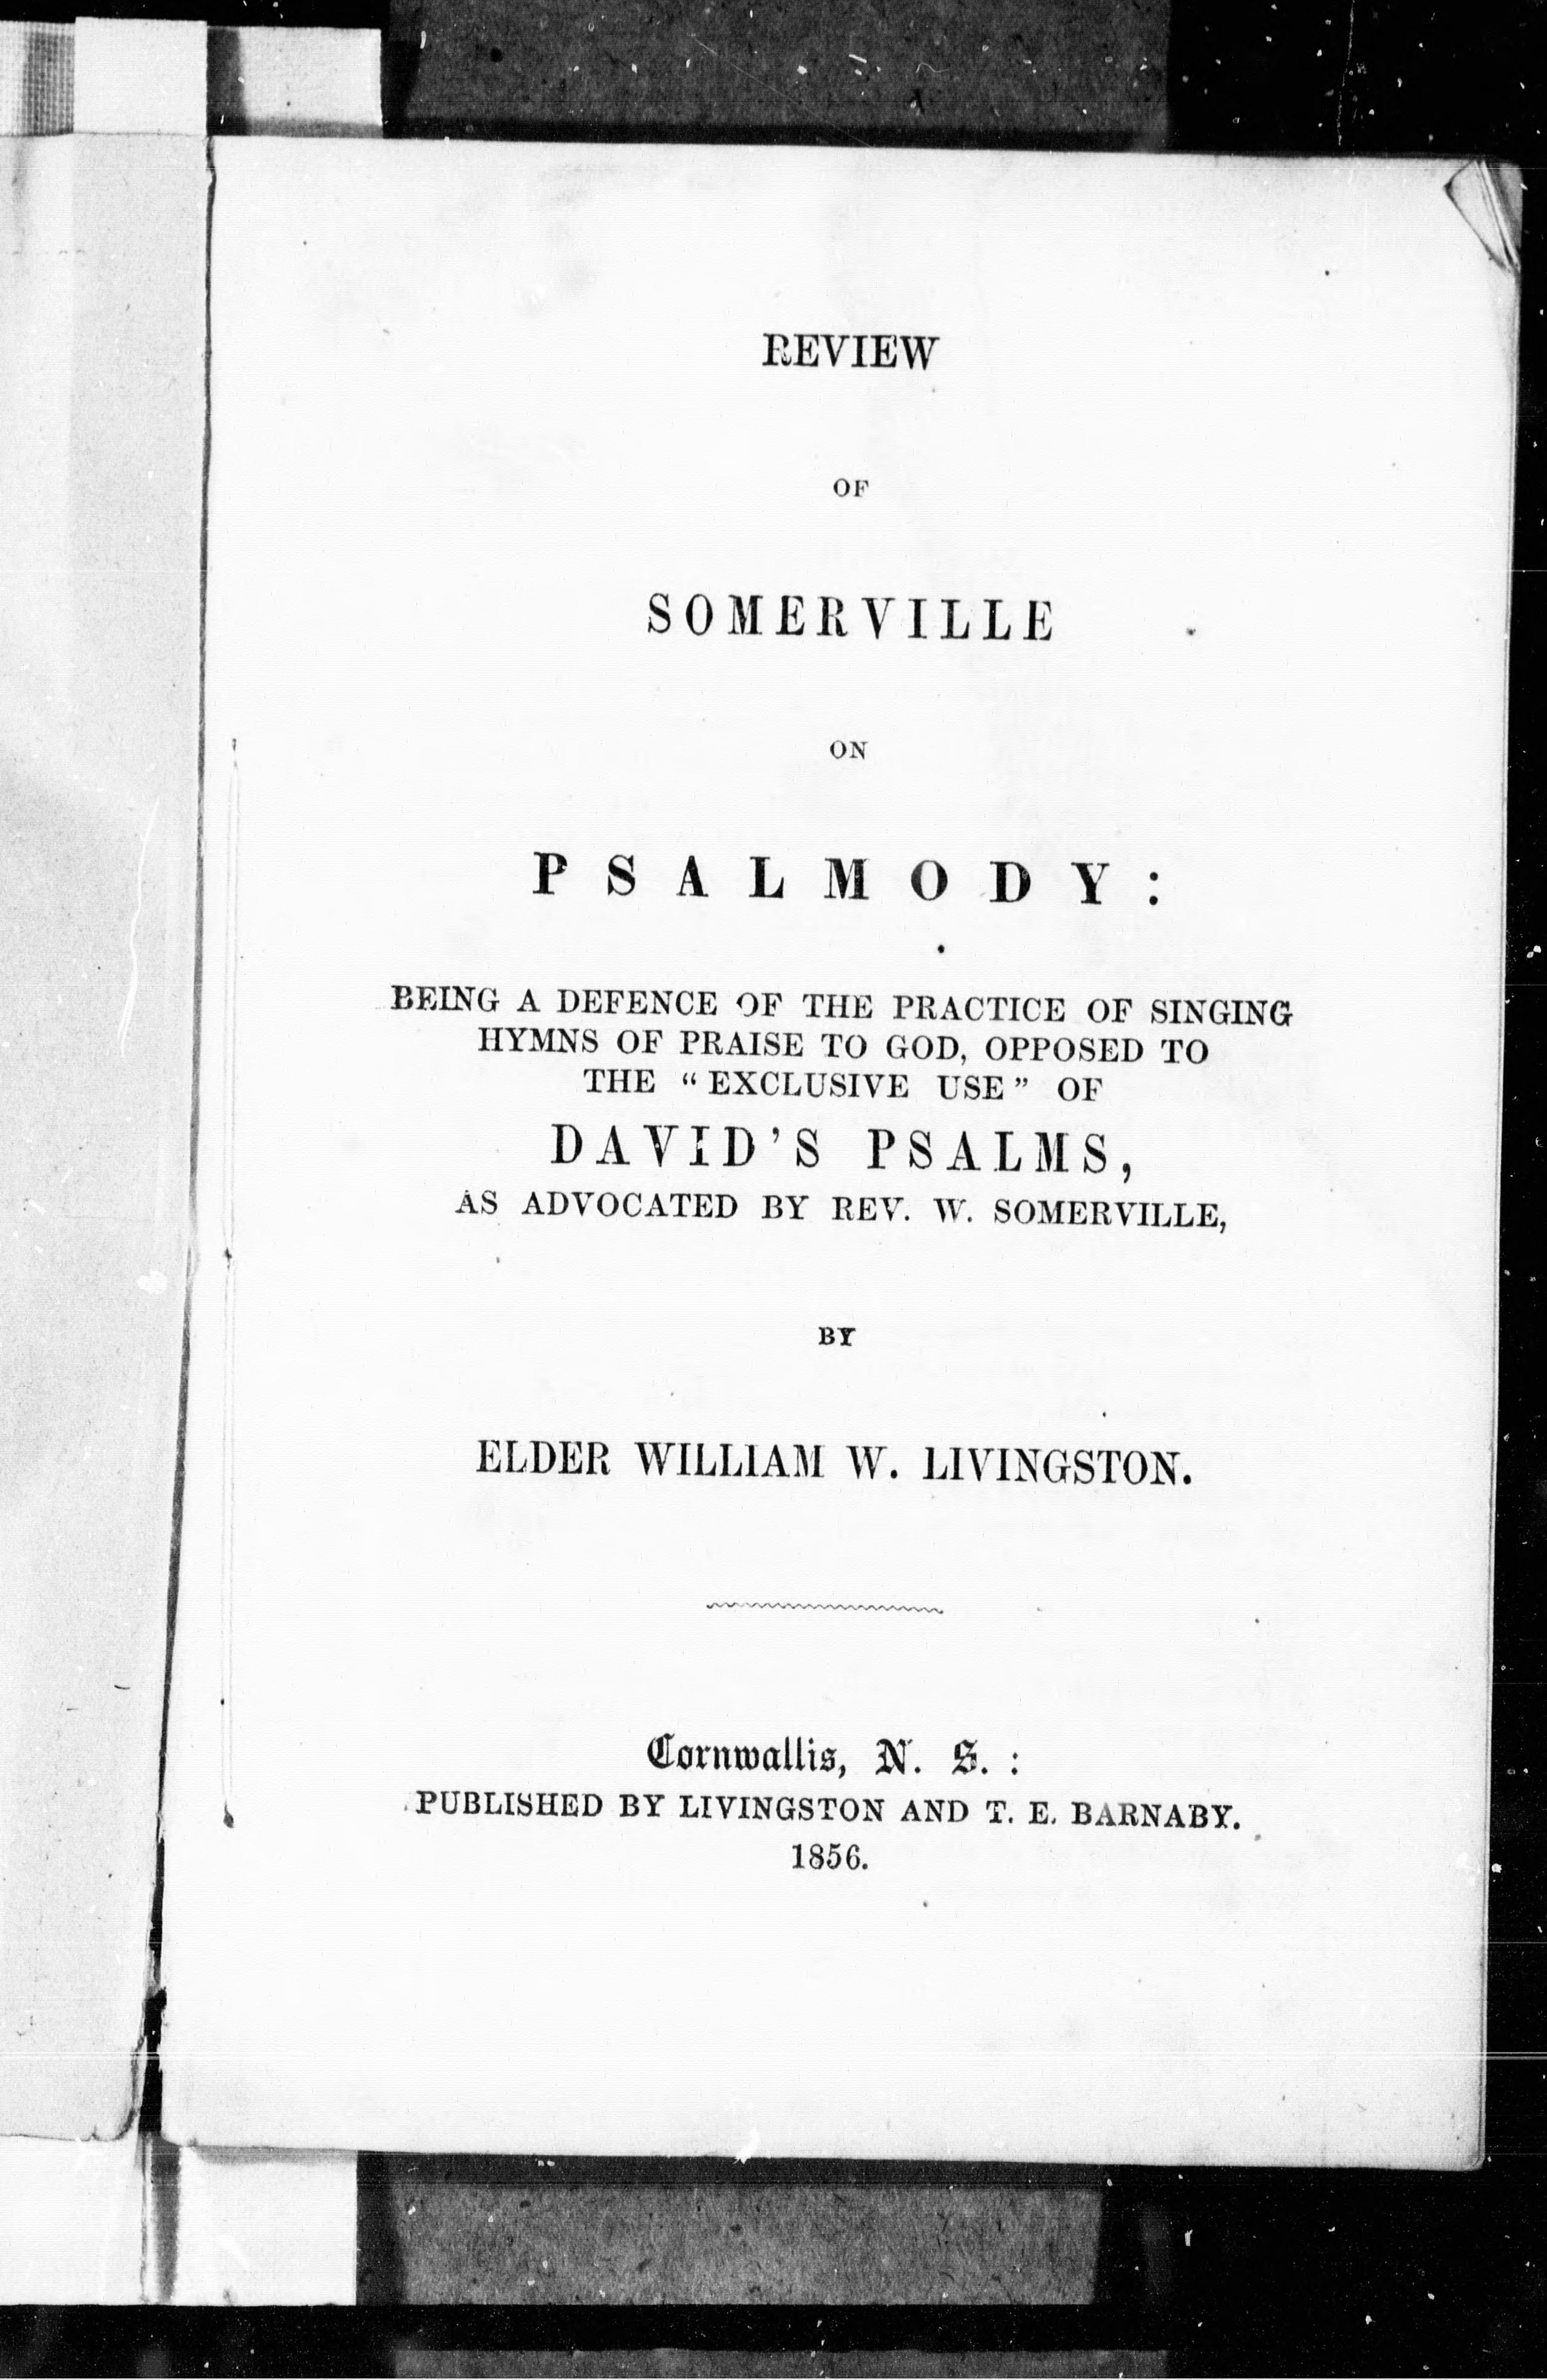 REVIEW
OF
SOMERVILLE
ON
PSALMODY:
BEING A DEFENCE OF THE PRACTICE OF SINGING
HYMNS OF PRAISE TO GOD, OPPOSED TO
THE "EXCLUSIVE USE" OF
DAVID'S PSALMS,
AS ADVOCATED BY REV. W. SOMERVILLE,
BY
ELDER WILLIAM W. LIVINGSTON.
Cornwallis, N. S. :
PUBLISHED BY LIVINGSTON AND T. E. BARNABY.
1856.